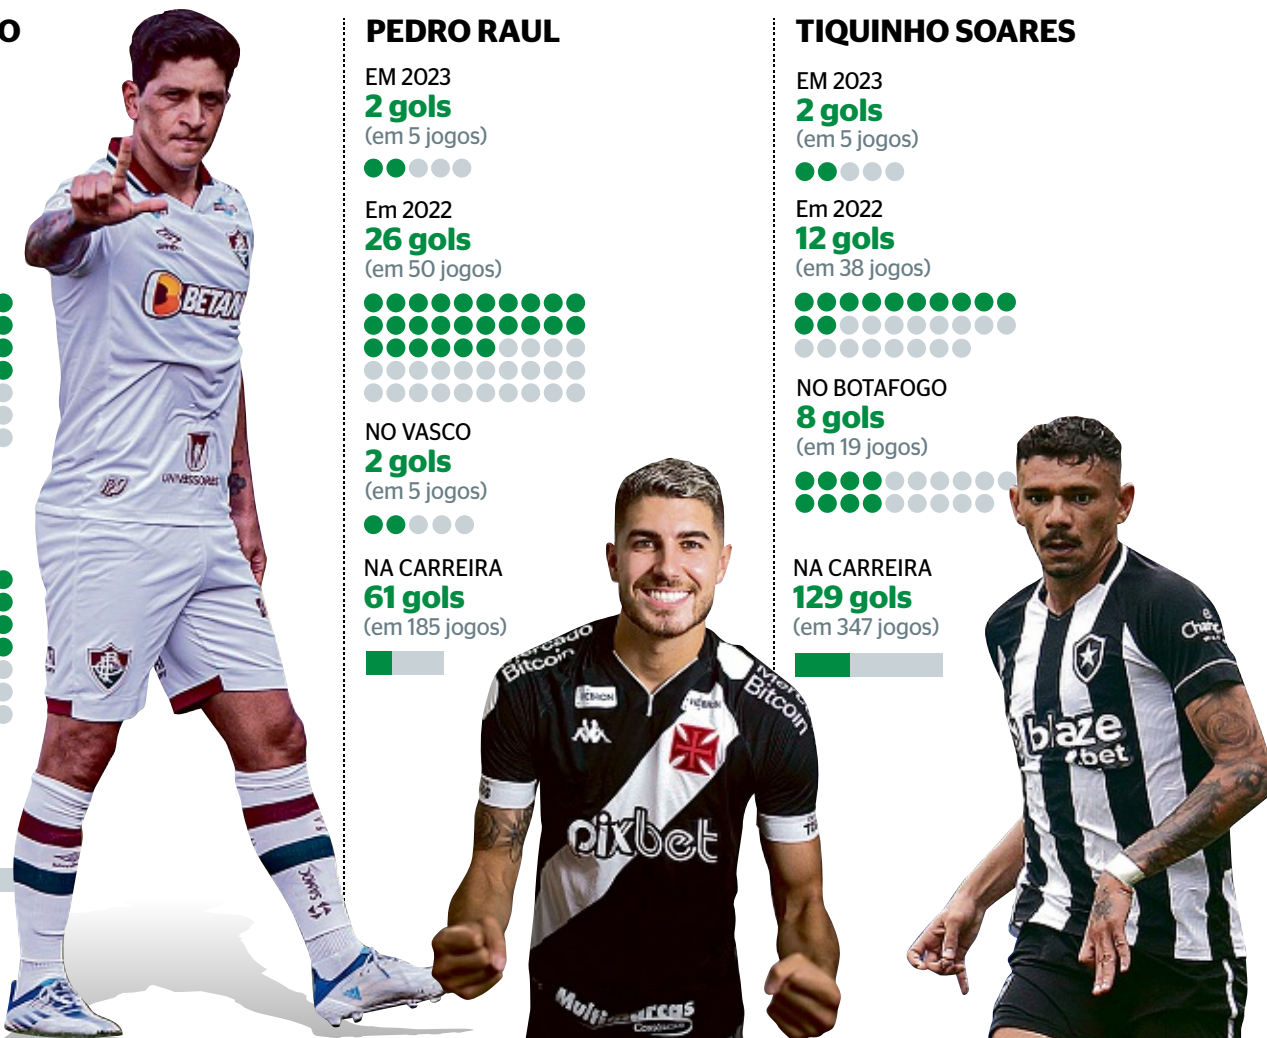 O
PEDRO RAUL
EM 2023
2 gols
(em 5 jogos)
Em 2022
26 gols
(em 50 jogos)
NO VASCO
2 gols
(em 5 jogos)
NA CARREIRA
61 gols
(em 185 jogos)
TIQUINHO SOARES
EM 2023
2 gols
(em 5 jogos)
Em 2022
12 gols
(em 38 jogos)
NO BOTAFOGO
8 gols
(em 19 jogos)
NA CARREIRA
129 gols
(em 347 jogos)
BETAN
Mercado
Bitcoin
Bitcoin
pixbet
blaze
.bet